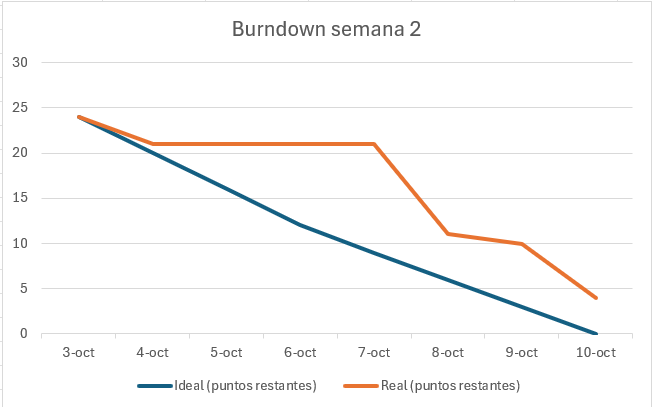 Burndown semana 2
30
25
20
15
10
5
0
3-oct 4-oct 5-oct 6-oct 7-oct 8-oct 9-oct 10-oct
Ideal (puntos restantes) Real (puntos restantes)